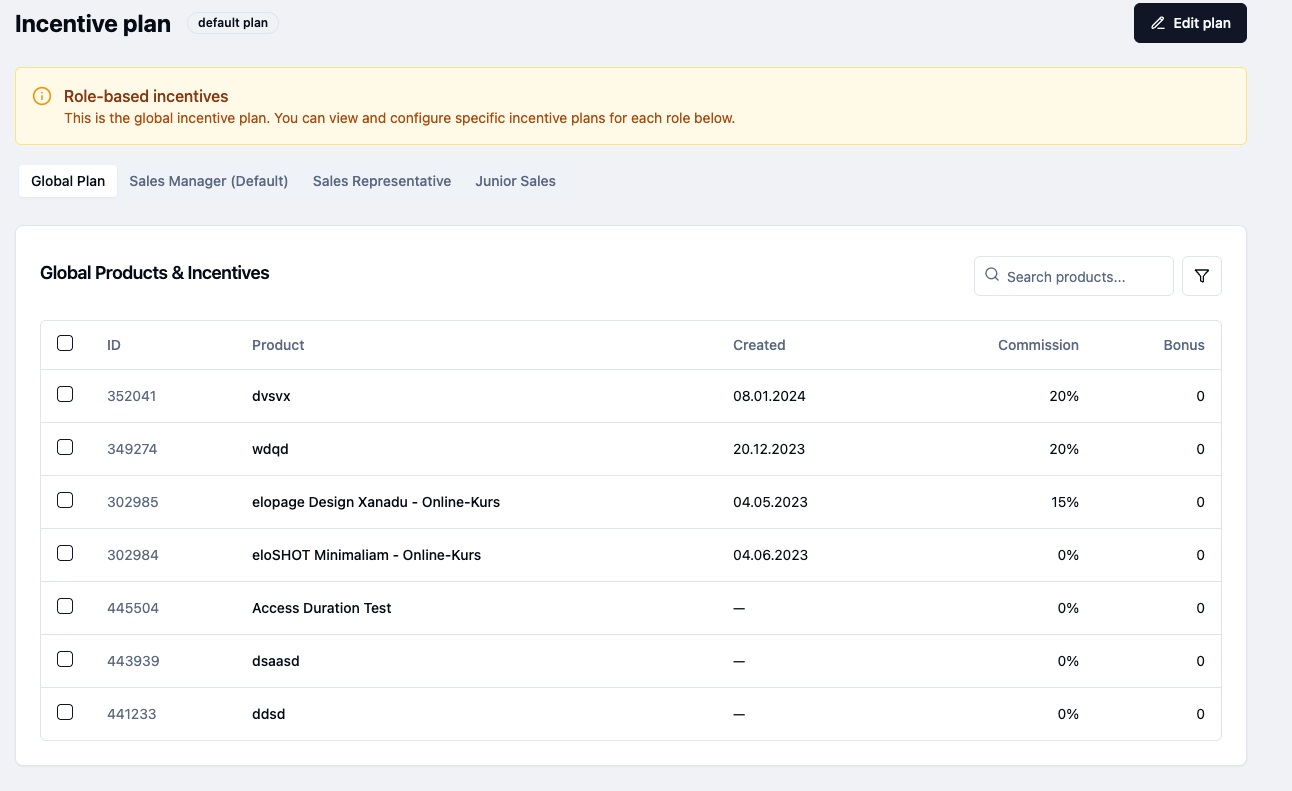 Incentive plan default plan Edit plan
Role-based incentives
This is the global incentive plan. You can view and configure specific incentive plans for each role below.
Global Plan Sales Manager (Default) Sales Representative Junior Sales
Global Products & Incentives Search products...
ID Product Created Commission Bonus
352041 dvsvx 08.01.2024 20% 0
349274 wdqd 20.12.2023 20% 0
302985 elopage Design Xanadu - Online-Kurs 04.05.2023 15% 0
302984 eloSHOT Minimaliam - Online-Kurs 04.06.2023 0% 0
445504 Access Duration Test — 0% 0
443939 dsaasd — 0% 0
441233 ddsd — 0% 0